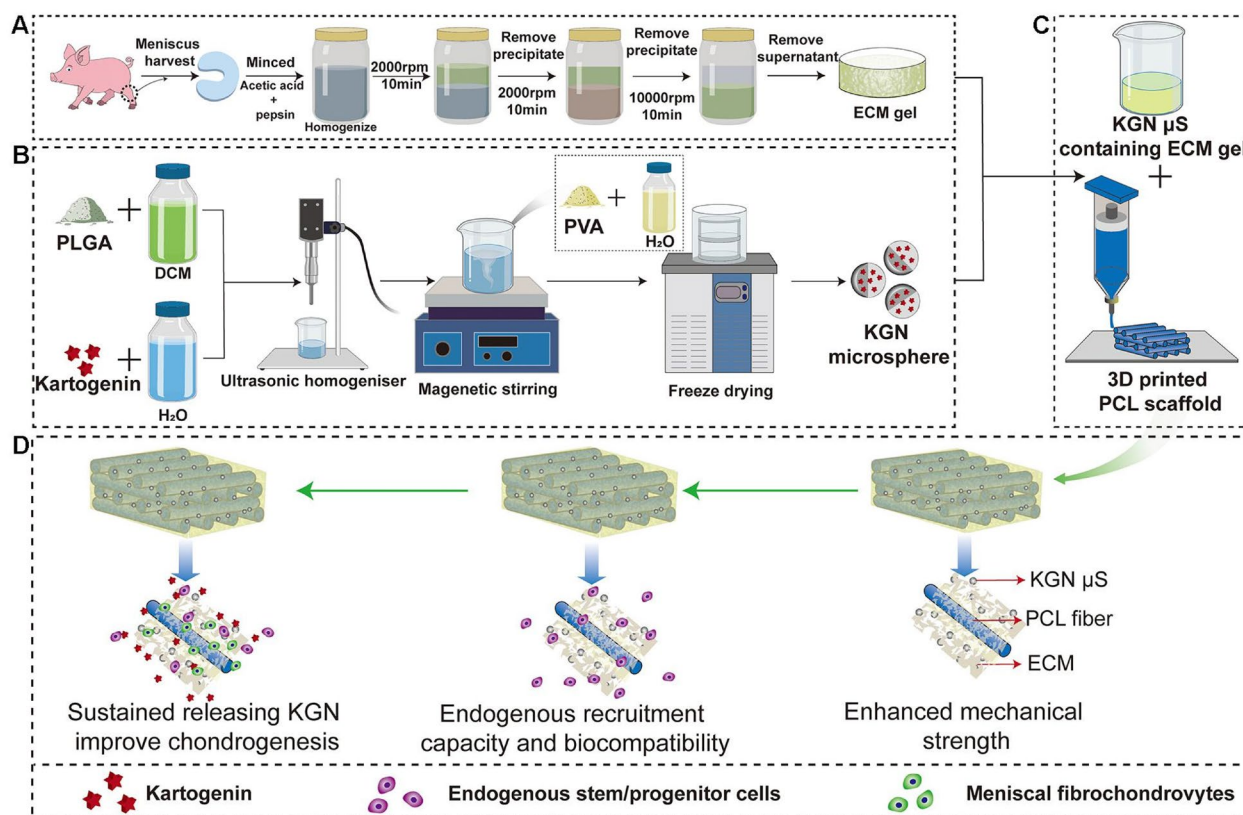 A
Meniscus
harvest
Minced
Acetic acid
+
pepsin
Homogenize
2000rpm
10min
Remove
precipitate
2000rpm
10min
Remove
precipitate
10000rpm
10min
Remove
supernatant
ECM gel
B
PLGA
+
DCM
Kartogenin
+
H₂O
Ultrasonic homogeniser
Magenetic stirring
PVA
+
H₂O
Freeze drying
KGN
microsphere
C
KGN µS
containing ECM gel
+
3D printed
PCL scaffold
D
KGN µS
PCL fiber
ECM
Sustained releasing KGN
improve chondrogenesis
Endogenous recruitment
capacity and biocompatibility
Enhanced mechanical
strength
Kartogenin
Endogenous stem/progenitor cells
Meniscal fibrochondrovytes